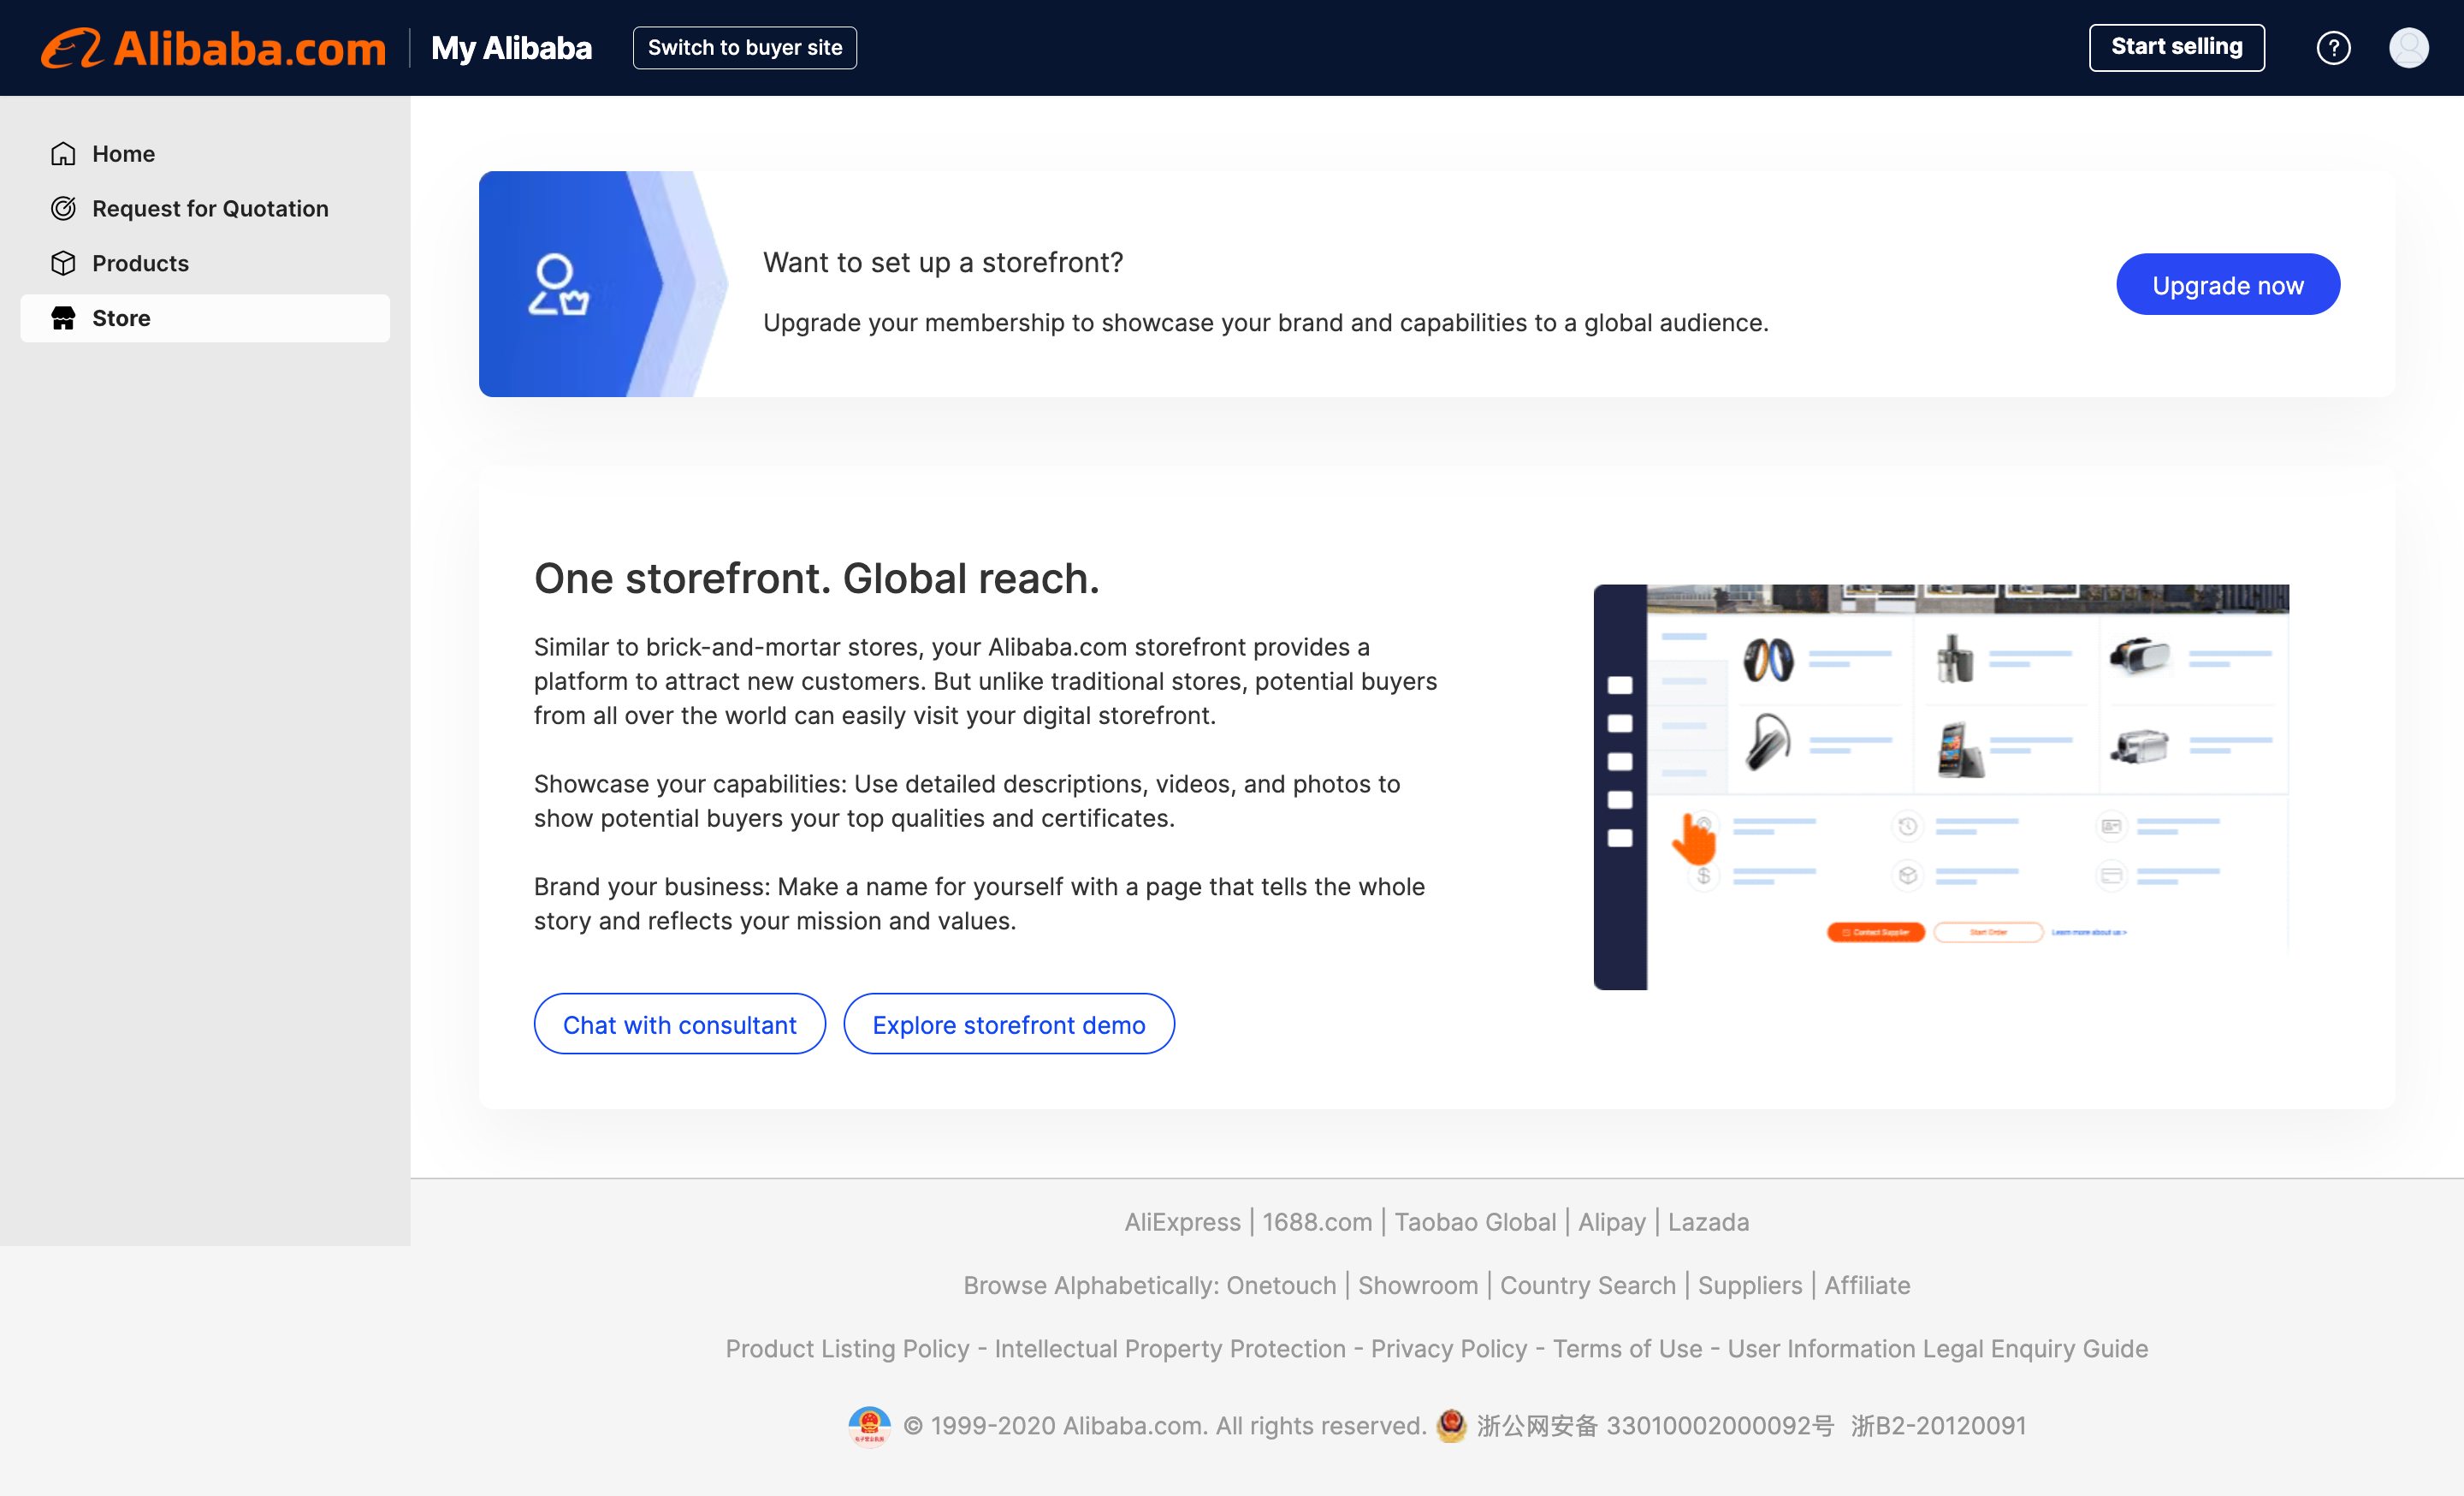 Alibaba.com
My Alibaba
Switch to buyer site
Start selling
?
Home
Request for Quotation
Products
Store
Want to set up a storefront?
Upgrade your membership to showcase your brand and capabilities to a global audience.
Upgrade now
One storefront. Global reach.
Similar to brick-and-mortar stores, your Alibaba.com storefront provides a
platform to attract new customers. But unlike traditional stores, potential buyers
from all over the world can easily visit your digital storefront.
Showcase your capabilities: Use detailed descriptions, videos, and photos to
show potential buyers your top qualities and certificates.
Brand your business: Make a name for yourself with a page that tells the whole
story and reflects your mission and values.
Chat with consultant
Explore storefront demo
$
Contact Supplier
Start Order
Learn more about us >
AliExpress | 1688.com | Taobao Global | Alipay | Lazada
Browse Alphabetically: Onetouch | Showroom | Country Search | Suppliers | Affiliate
Product Listing Policy - Intellectual Property Protection - Privacy Policy - Terms of Use - User Information Legal Enquiry Guide
© 1999-2020 Alibaba.com. All rights reserved. 浙公网安备 33010002000092号 浙B2-20120091